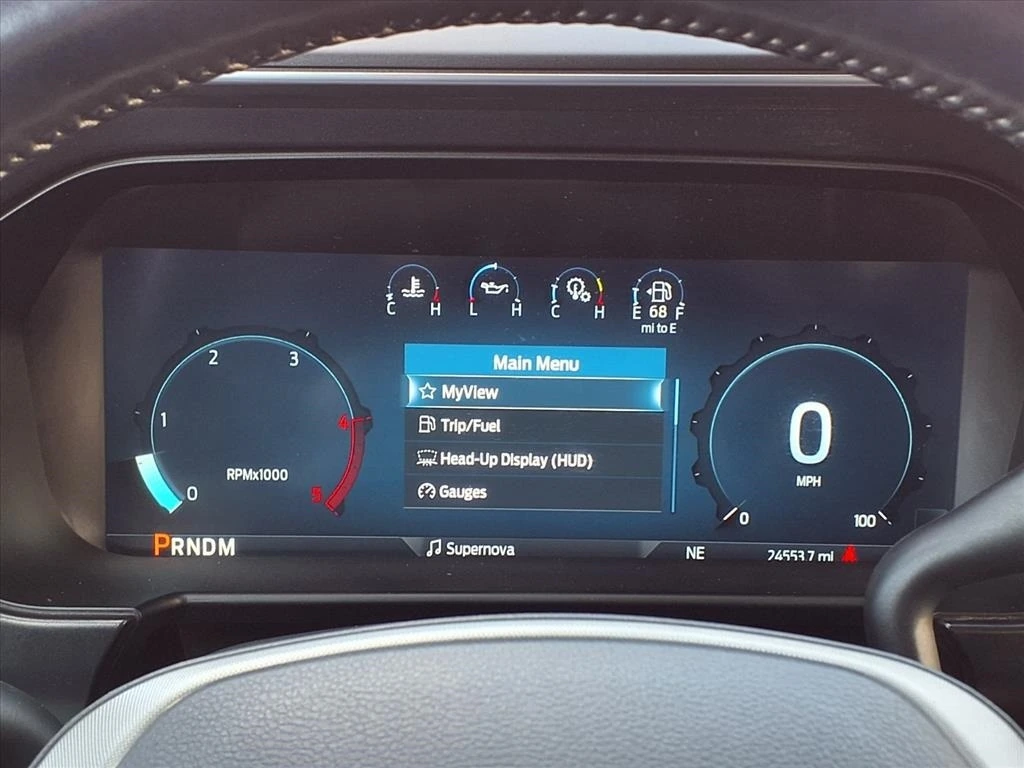 C H
L H
C H
E 68 F
mi to E
Main Menu
MyView
Trip/Fuel
Head-Up Display (HUD)
Gauges
0 1 2 3 4 5
RPMx1000
0
MPH
0 100
PRNDM
Supernova
NE
24553.7 mi